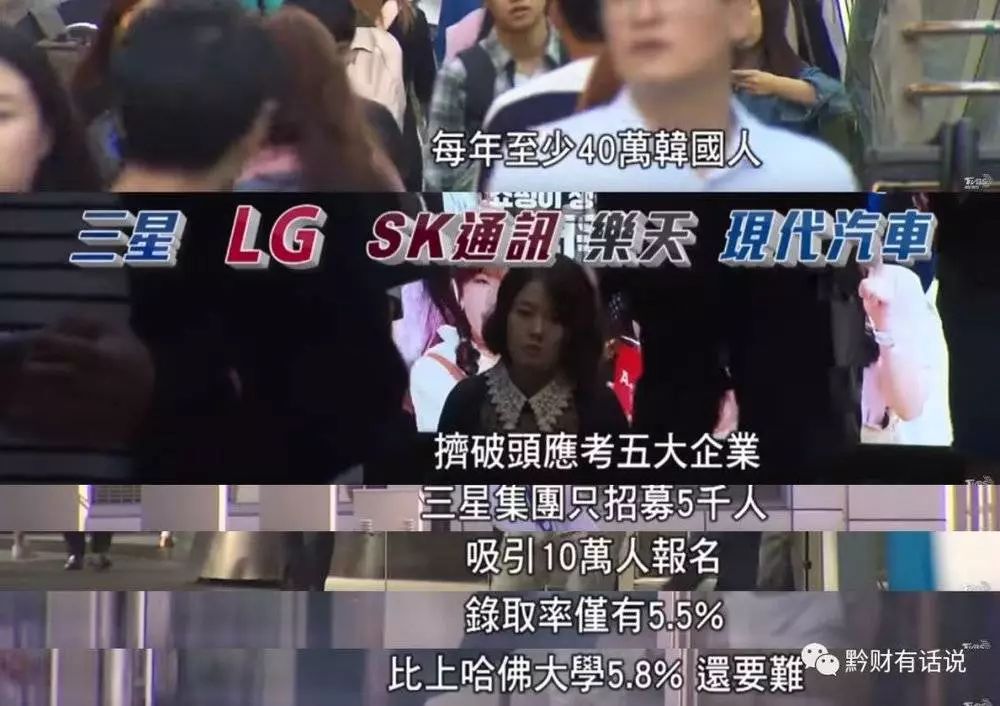 每年至少40萬韓國人
TVBS
三星 LG SK通訊 樂天 現代汽車
擠破頭應考五大企業
三星集團只招募5千人
吸引10萬人報名
錄取率僅有5.5%
比上哈佛大學5.8% 還要難
黔财有话说